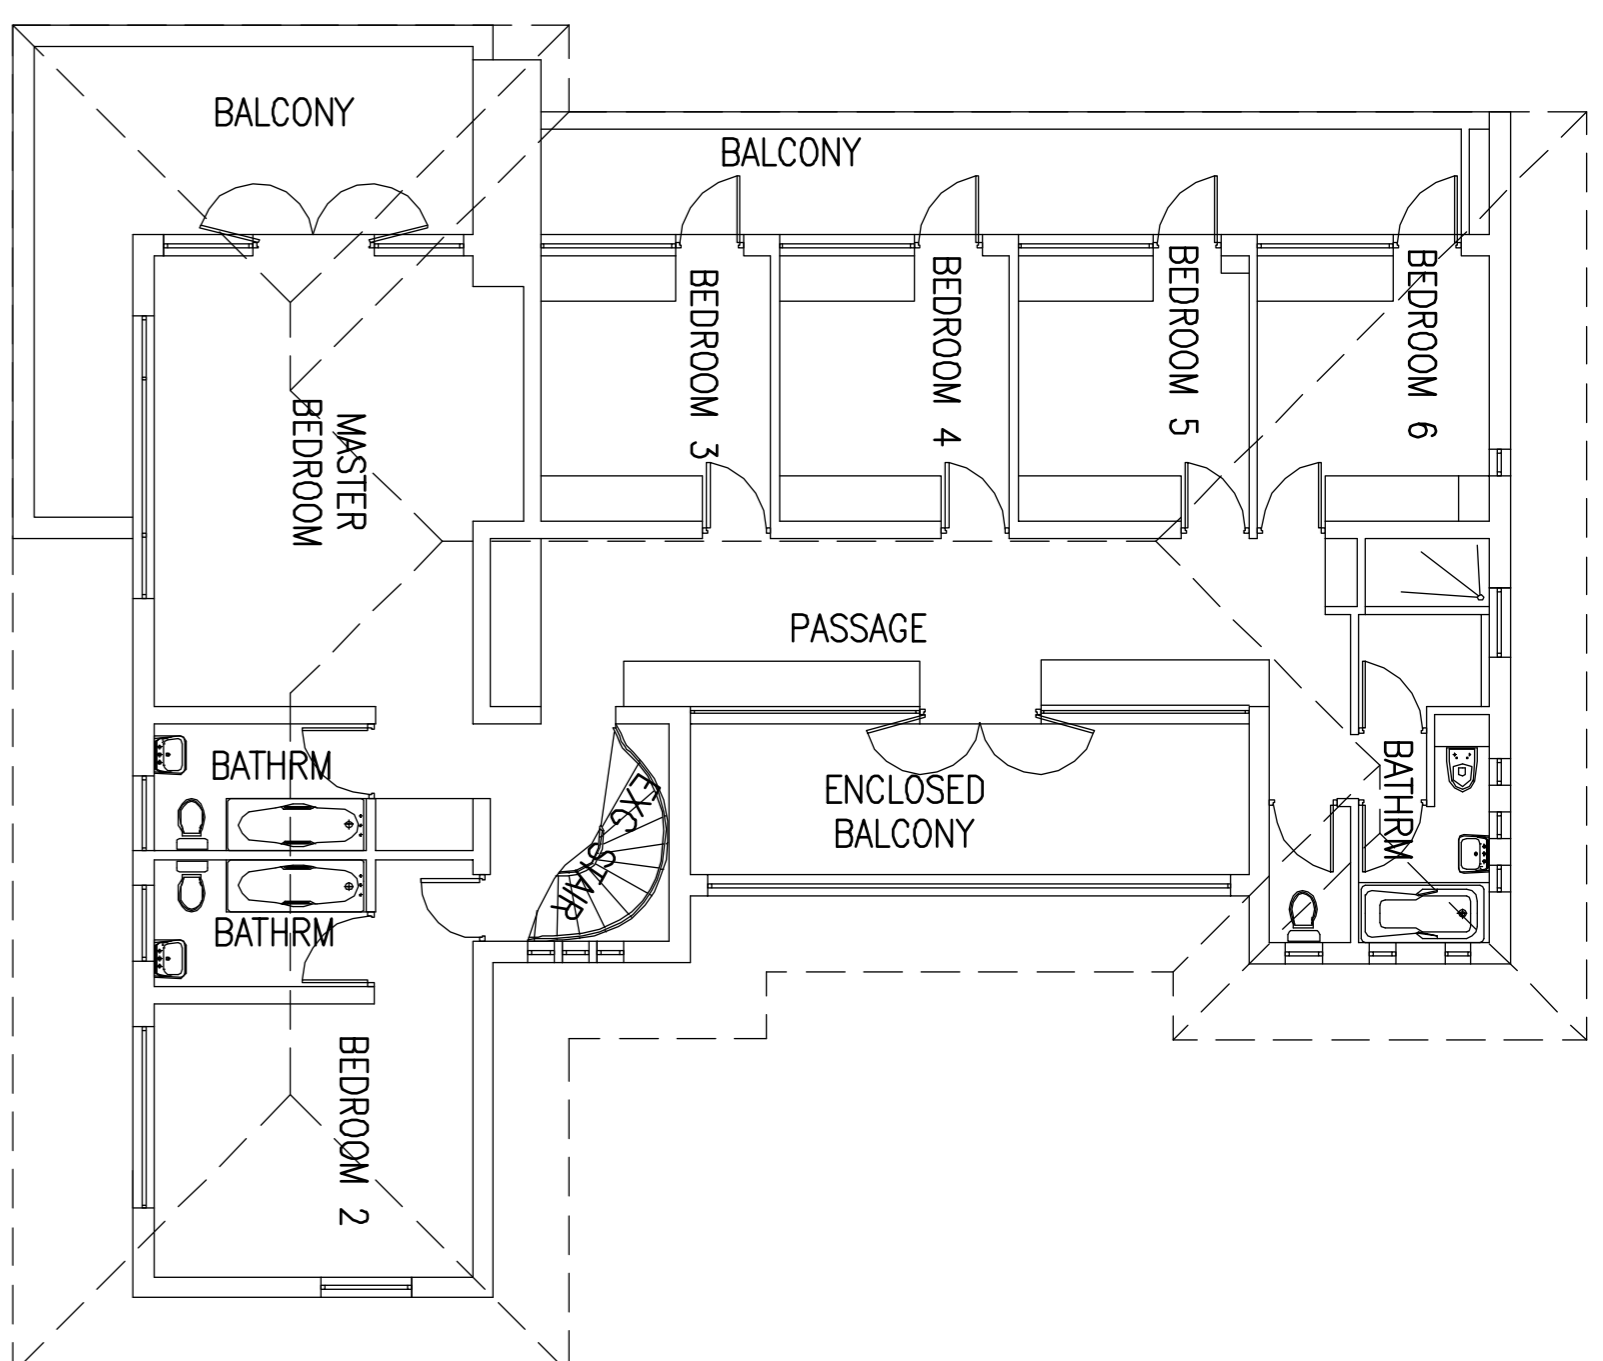 BALCONY
BALCONY
BEDROOM 3
BEDROOM 4
BEDROOM 5
BEDROOM 6
MASTER
BEDROOM
PASSAGE
BATHRM
ENCLOSED
BALCONY
EXG STAIR
BATHRM
BATHRM
BEDROOM 2